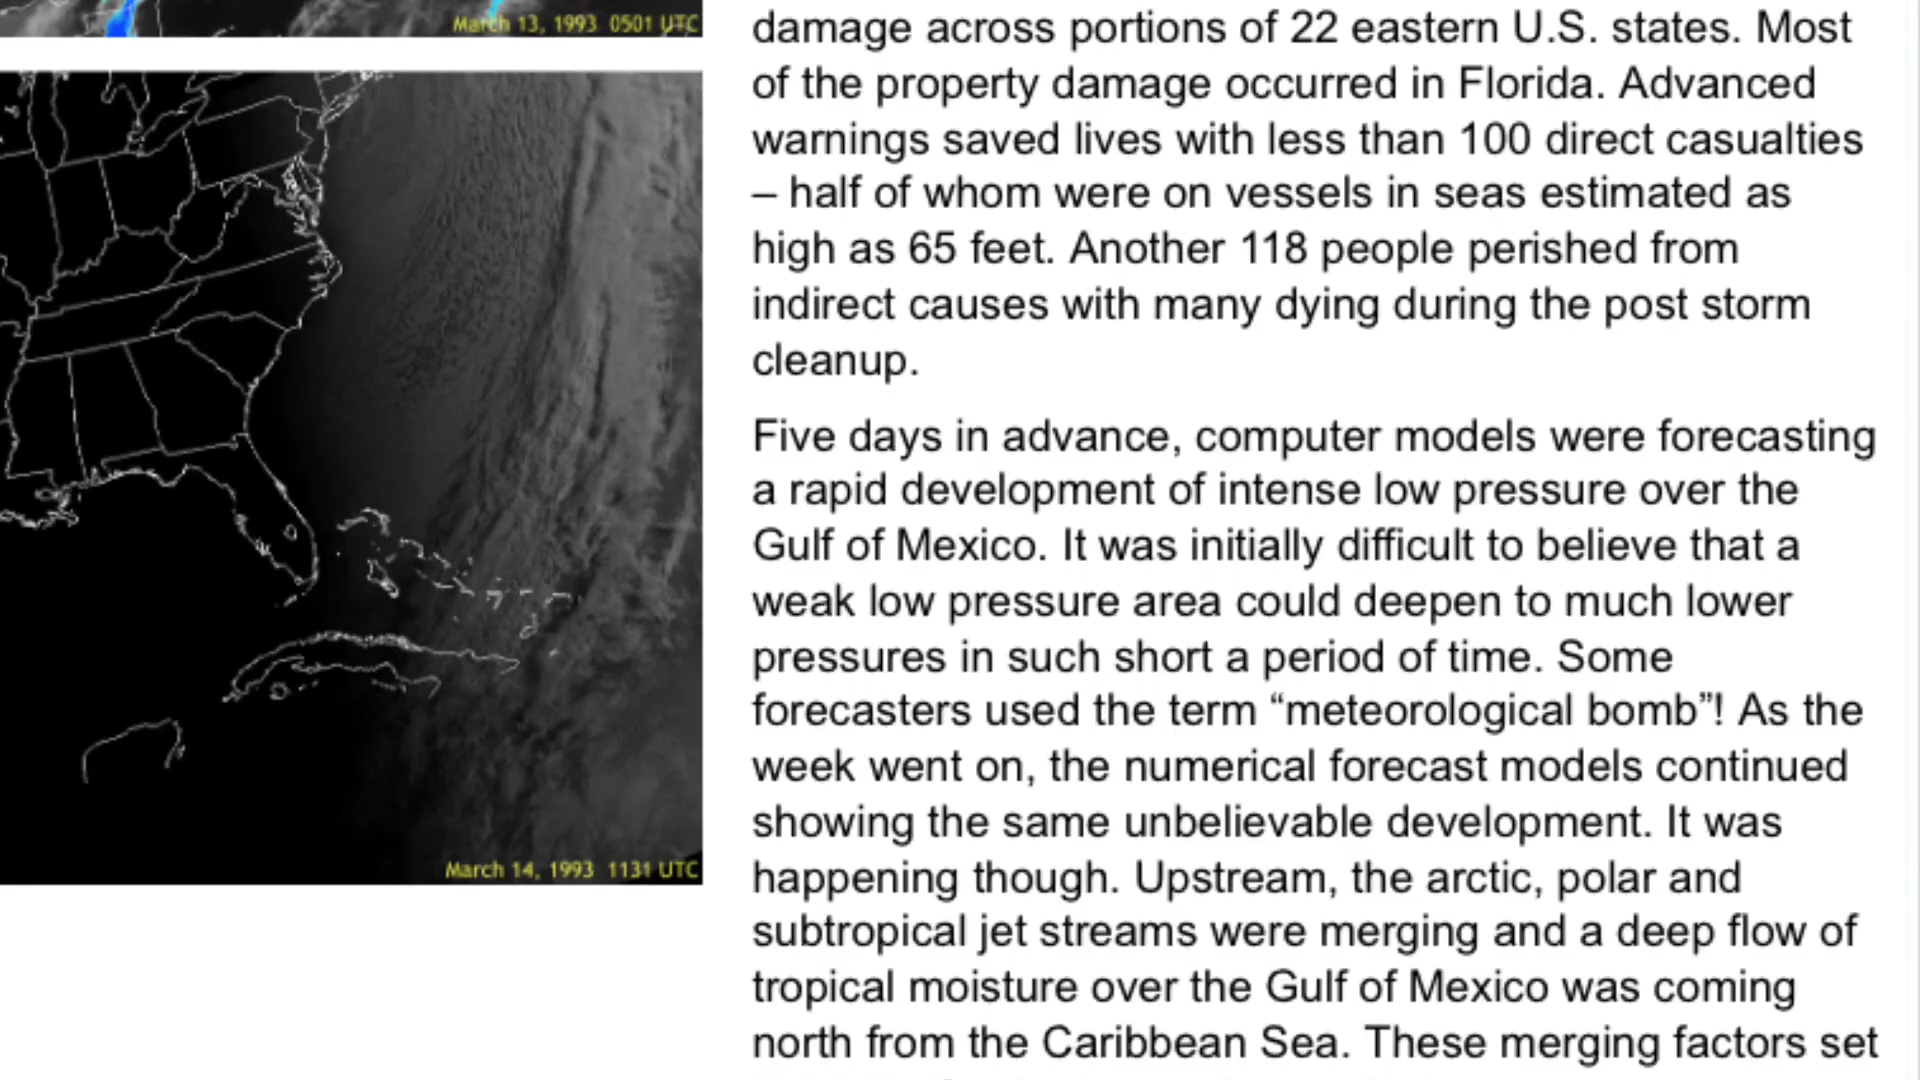 March 13, 1993 0501 UTC
March 14, 1993 1131 UTC
damage across portions of 22 eastern U.S. states. Most
of the property damage occurred in Florida. Advanced
warnings saved lives with less than 100 direct casualties
– half of whom were on vessels in seas estimated as
high as 65 feet. Another 118 people perished from
indirect causes with many dying during the post storm
cleanup.
Five days in advance, computer models were forecasting
a rapid development of intense low pressure over the
Gulf of Mexico. It was initially difficult to believe that a
weak low pressure area could deepen to much lower
pressures in such short a period of time. Some
forecasters used the term “meteorological bomb”! As the
week went on, the numerical forecast models continued
showing the same unbelievable development. It was
happening though. Upstream, the arctic, polar and
subtropical jet streams were merging and a deep flow of
tropical moisture over the Gulf of Mexico was coming
north from the Caribbean Sea. These merging factors set